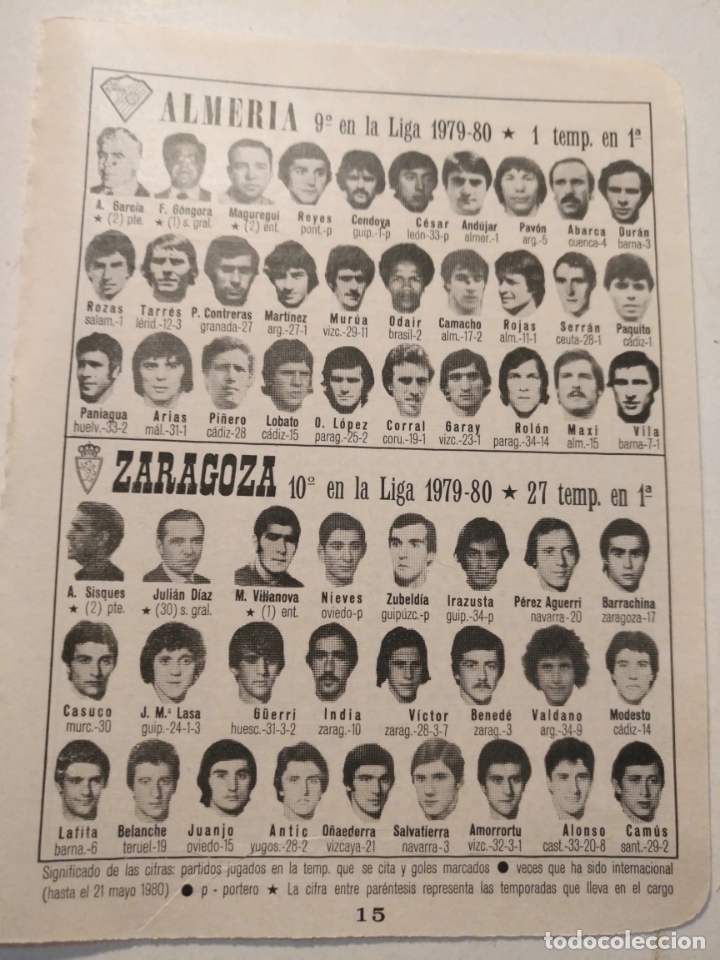 ALMERIA 9º en la Liga 1979-80 ★ 1 temp. en 1ª
A. García F. Góngora Maguregui Reyes Cendoya César Andújar Pavón Abarca Durán
★ (2) pte. ★ (1) s. gral. ★ (2) ent. pont.-p guip.-1-p león-33-p almer.-1 arg.-5 cuenca-4 barna-3
Rozas Tarrés P. Contreras Martínez Murúa Odair Camacho Rojas Serrán Paquito
salam.-1 lérid.-12-3 granada-27 arg.-27-1 vizc.-29-11 brasil-2 alm.-17-2 alm.-11-1 ceuta-28-1 cádiz-1
Paniagua Arias Piñero Lobato O. López Corral Garay Rolón Maxi Vila
huelv.-33-2 mál.-31-1 cádiz-28 cádiz-15 parag.-25-2 coru.-19-1 vizc.-23-1 parag.-34-14 alm.-15 barna-7-1
ZARAGOZA 10º en la Liga 1979-80 ★ 27 temp. en 1ª
A. Sisques Julián Díaz M. Villanova Nieves Zubeldía Irazusta Pérez Aguerri Barrachina
★ (2) pte. ★ (30) s. gral. ★ (1) ent. oviedo-p guipúzc.-p guip.-34-p navarra-20 zaragoza-17
Casuco J. M.ª Lasa Güerri India Víctor Benedé Valdano Modesto
murc.-30 guip.-24-1-3 huesc.-31-3-2 zarag.-10 zarag.-28-3-7 zarag.-3 arg.-34-9 cádiz-14
Lafita Belanche Juanjo Antic Oñaederra Salvatierra Amorrortu Alonso Camús
barna.-6 teruel-19 oviedo-15 yugos.-28-2 vizcaya-21 navarra-3 vizc.-32-3-1 cast.-33-20-8 sant.-29-2
Significado de las cifras: partidos jugados en la temp. que se cita y goles marcados ● veces que ha sido internacional
(hasta el 21 mayo 1980) ● p - portero ★ La cifra entre paréntesis representa las temporadas que lleva en el cargo
15
todocoleccion.net